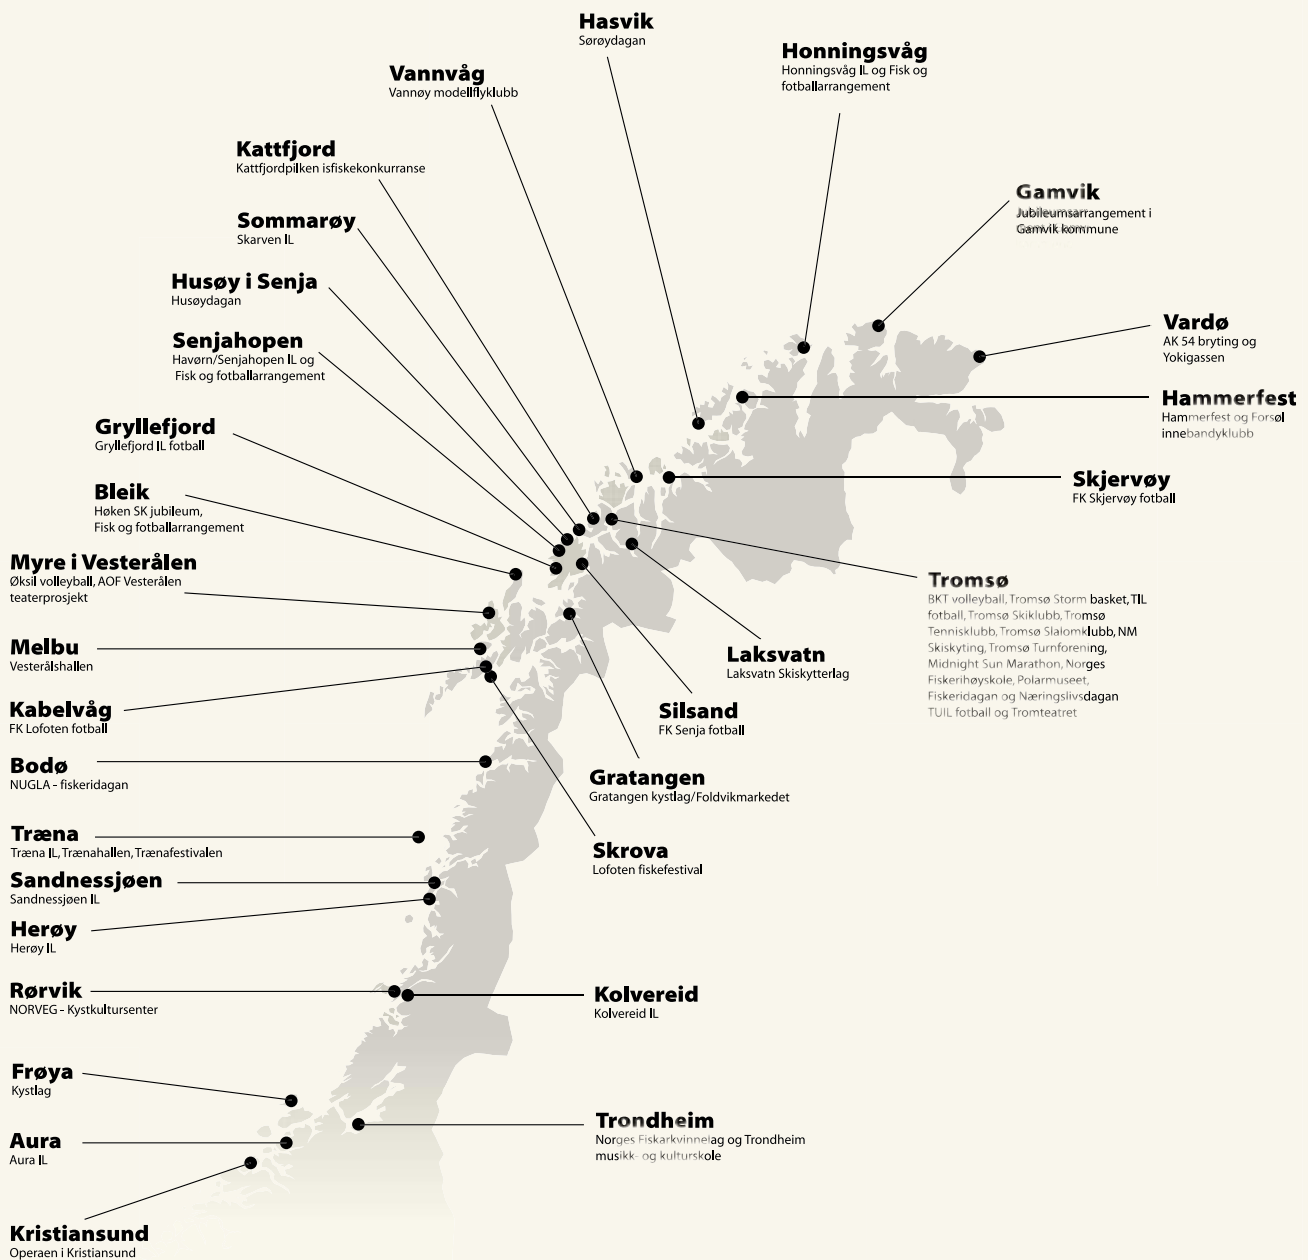 Hasvik
Sørøydagan
Honningsvåg
Honningsvåg IL og Fisk og
fotballarrangement
Vannvåg
Vannøy modellflyklubb
Kattfjord
Kattfjordpilken isfiskekonkurranse
Gamvik
Jubileumsarrangement i
Gamvik kommune
Sommarøy
Skarven IL
Husøy i Senja
Husøydagan
Senjahopen
Havørn/Senjahopen IL og
Fisk og fotballarrangement
Vardø
AK 54 bryting og
Yokigassen
Hammerfest
Hammerfest og Forsøl
innebandyklubb
Gryllefjord
Gryllefjord IL fotball
Skjervøy
FK Skjervøy fotball
Bleik
Høken SK jubileum,
Fisk og fotballarrangement
Myre i Vesterålen
Øksil volleyball, AOF Vesterålen
teaterprosjekt
Tromsø
BKT volleyball, Tromsø Storm basket, TIL
fotball, Tromsø Skiklubb, Tromsø
Tennisklubb, Tromsø Slalomklubb, NM
Skiskyting, Tromsø Turnforening,
Midnight Sun Marathon, Norges
Fiskerihøyskole, Polarmuseet,
Fiskeridagan og Næringslivsdagan
TUIL fotball og Tromteatret
Melbu
Vesterålshallen
Laksvatn
Laksvatn Skiskytterlag
Kabelvåg
FK Lofoten fotball
Silsand
FK Senja fotball
Bodø
NUGLA - fiskeridagan
Gratangen
Gratangen kystlag/Foldvikmarkedet
Træna
Træna IL, Trænahallen, Trænafestivalen
Skrova
Lofoten fiskefestival
Sandnessjøen
Sandnessjøen IL
Herøy
Herøy IL
Rørvik
NORVEG - Kystkultursenter
Kolvereid
Kolvereid IL
Frøya
Kystlag
Trondheim
Norges Fiskarkvinnelag og Trondheim
musikk- og kulturskole
Aura
Aura IL
Kristiansund
Operaen i Kristiansund